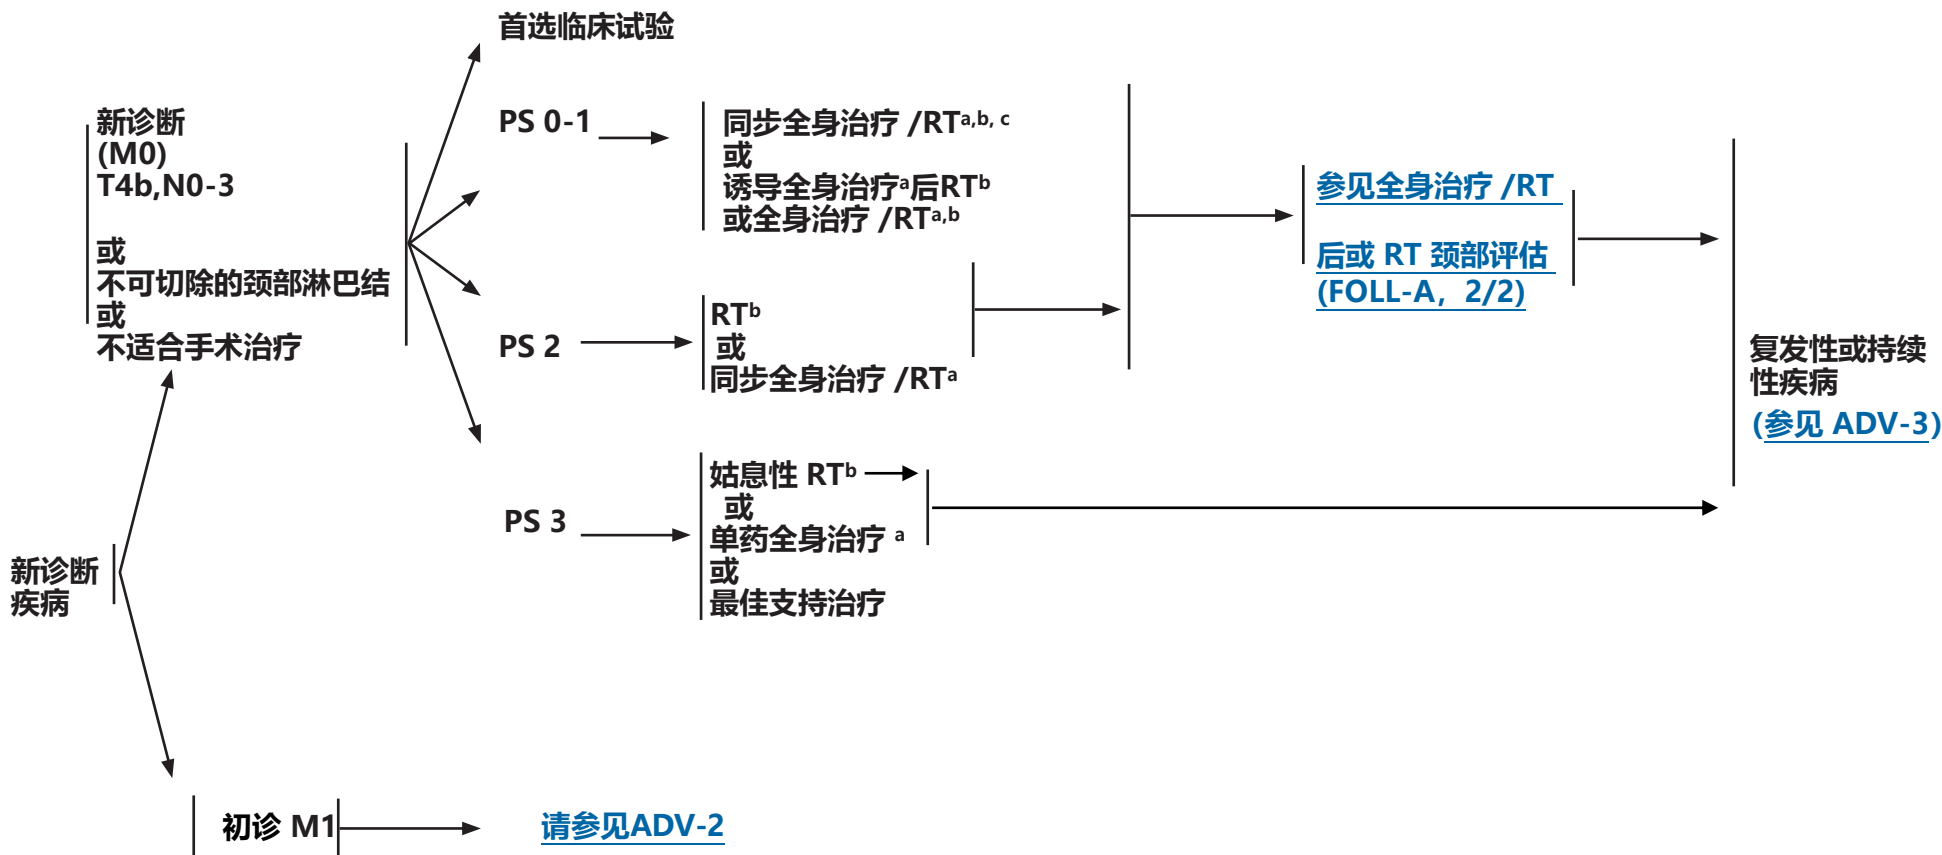 首选临床试验
新诊断
(M0)
T4b,N0-3
或
不可切除的颈部淋巴结
或
不适合手术治疗
PS 0-1
同步全身治疗 /RTa,b, c
或
诱导全身治疗a后RTb
或全身治疗 /RTa,b
PS 2
RTb
或
同步全身治疗 /RTa
PS 3
姑息性 RTb
或
单药全身治疗 a
或
最佳支持治疗
参见全身治疗 /RT
后或 RT 颈部评估
(FOLL-A, 2/2)
复发性或持续
性疾病
(参见 ADV-3)
新诊断
疾病
初诊 M1
请参见ADV-2